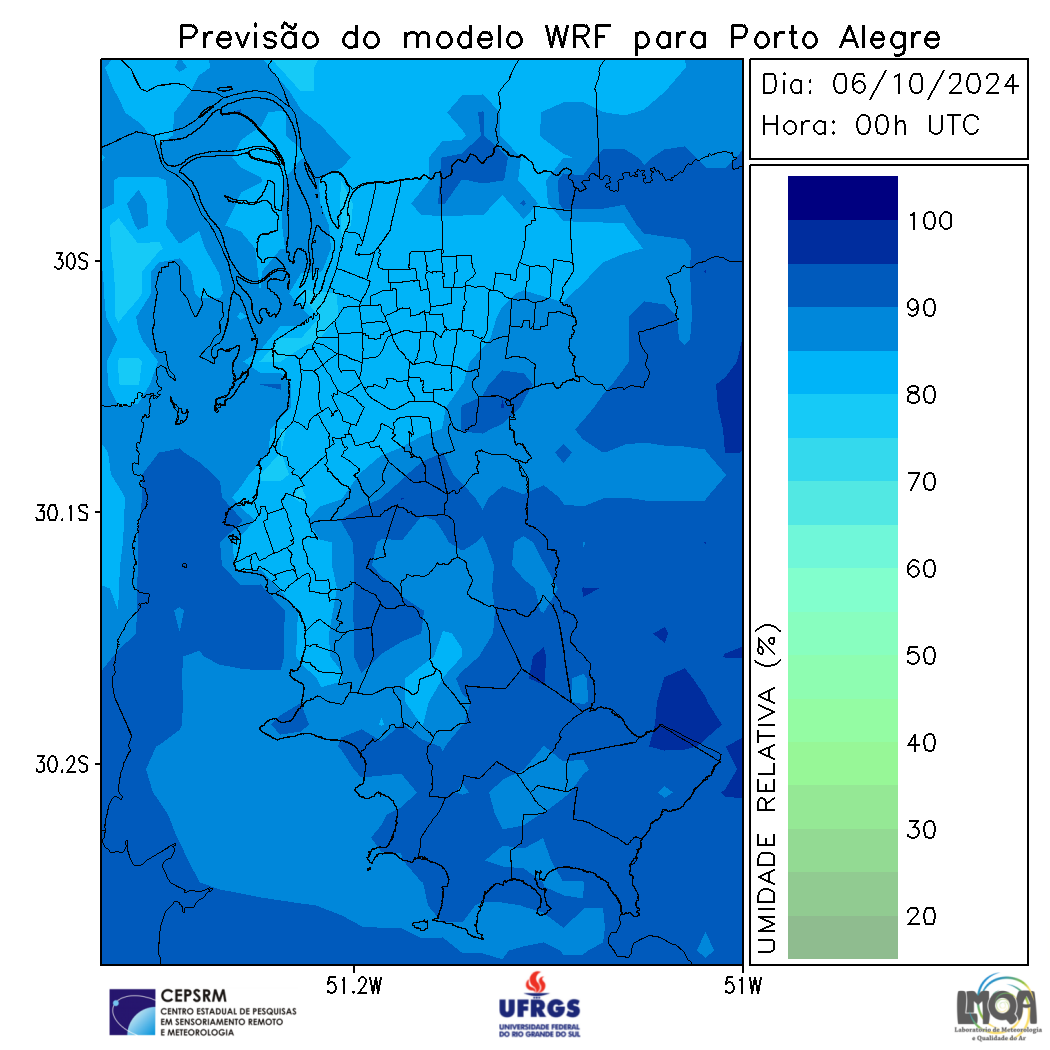 Previsão do modelo WRF para Porto Alegre
Dia: 06/10/2024
Hora: 00h UTC
100
90
80
70
60
50
40
30
20
UMIDADE RELATIVA (%)
30S
30.1S
30.2S
51.2W
51W
CEPSRM
CENTRO ESTADUAL DE PESQUISAS
EM SENSORIAMENTO REMOTO
E METEOROLOGIA
UFRGS
UNIVERSIDADE FEDERAL
DO RIO GRANDE DO SUL
LMQA
Laboratório de Meteorologia
e Qualidade do Ar